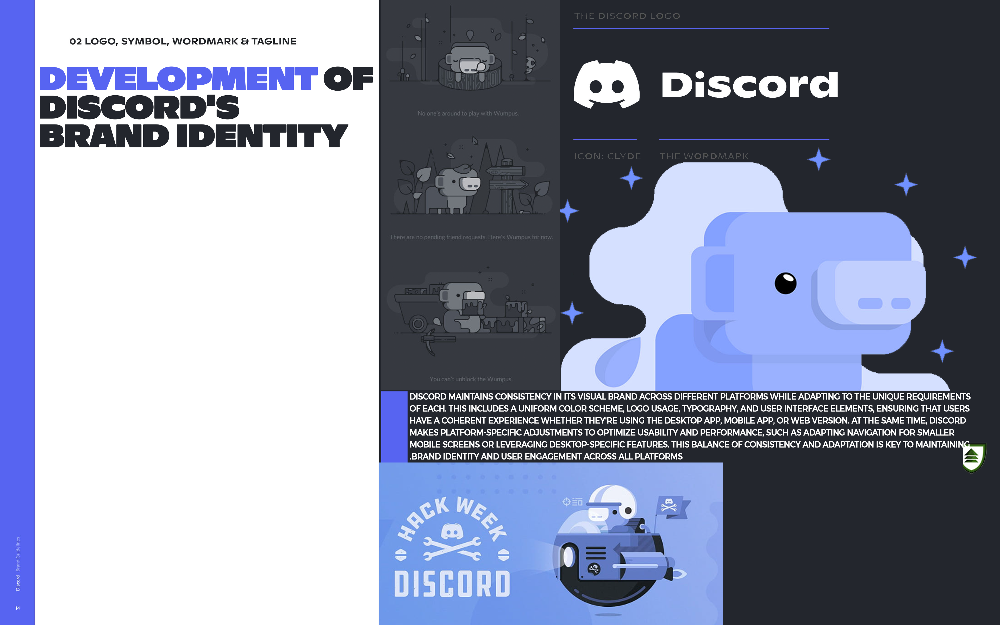 02 LOGO, SYMBOL, WORDMARK & TAGLINE
DEVELOPMENT OF
DISCORD'S
BRAND IDENTITY
Discord Brand Guidelines
14
No one's around to play with Wumpus.
There are no pending friend requests. Here's Wumpus for now.
You can't unblock the Wumpus.
THE DISCORD LOGO
Discord
ICON: CLYDE
THE WORDMARK
DISCORD MAINTAINS CONSISTENCY IN ITS VISUAL BRAND ACROSS DIFFERENT PLATFORMS WHILE ADAPTING TO THE UNIQUE REQUIREMENTS
OF EACH. THIS INCLUDES A UNIFORM COLOR SCHEME, LOGO USAGE, TYPOGRAPHY, AND USER INTERFACE ELEMENTS, ENSURING THAT USERS
HAVE A COHERENT EXPERIENCE WHETHER THEY'RE USING THE DESKTOP APP, MOBILE APP, OR WEB VERSION. AT THE SAME TIME, DISCORD
MAKES PLATFORM-SPECIFIC ADJUSTMENTS TO OPTIMIZE USABILITY AND PERFORMANCE, SUCH AS ADAPTING NAVIGATION FOR SMALLER
MOBILE SCREENS OR LEVERAGING DESKTOP-SPECIFIC FEATURES. THIS BALANCE OF CONSISTENCY AND ADAPTATION IS KEY TO MAINTAINING
.BRAND IDENTITY AND USER ENGAGEMENT ACROSS ALL PLATFORMS
HACK WEEK
DISCORD